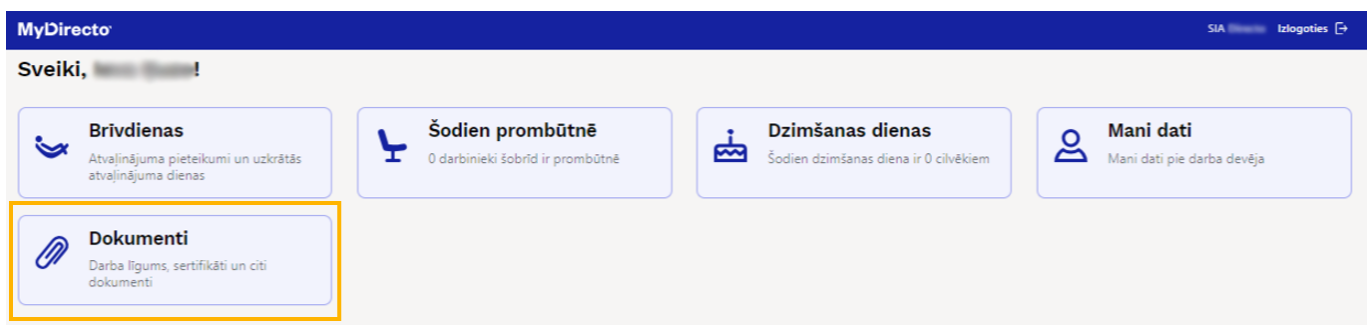 MyDirecto
SIA Izlogoties
Sveiki, !
Brīvdienas
Atvaļinājuma pieteikumi un uzkrātās
atvaļinājuma dienas
Šodien prombūtnē
0 darbinieki šobrīd ir prombūtnē
Dzimšanas dienas
Šodien dzimšanas diena ir 0 cilvēkiem
Mani dati
Mani dati pie darba devēja
Dokumenti
Darba līgums, sertifikāti un citi
dokumenti